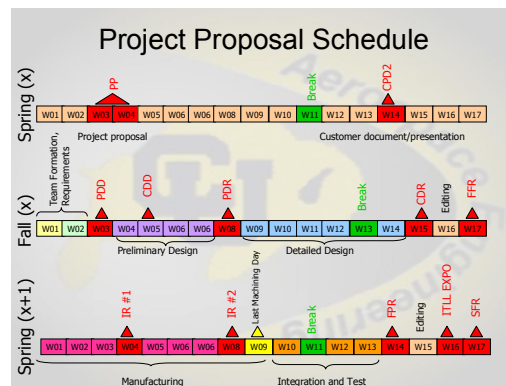 Project Proposal Schedule
Spring (x)
PP
Break
CPD2
W01 W02 W03 W04 W05 W06 W06 W08 W09 W10 W11 W12 W13 W14 W15 W16 W17
Project proposal
Customer document/presentation
Fall (x)
Team Formation,
Requirements
PDD
CDD
PDR
Break
CDR
Editing
FFR
W01 W02 W03 W04 W05 W06 W06 W08 W09 W10 W11 W12 W13 W14 W15 W16 W17
Preliminary Design
Detailed Design
Spring (x+1)
IR #1
IR #2
Last Machining Day
Break
FPR
Editing
ITLL EXPO
SFR
W01 W02 W03 W04 W05 W06 W06 W08 W09 W10 W11 W12 W13 W14 W15 W16 W17
Manufacturing
Integration and Test